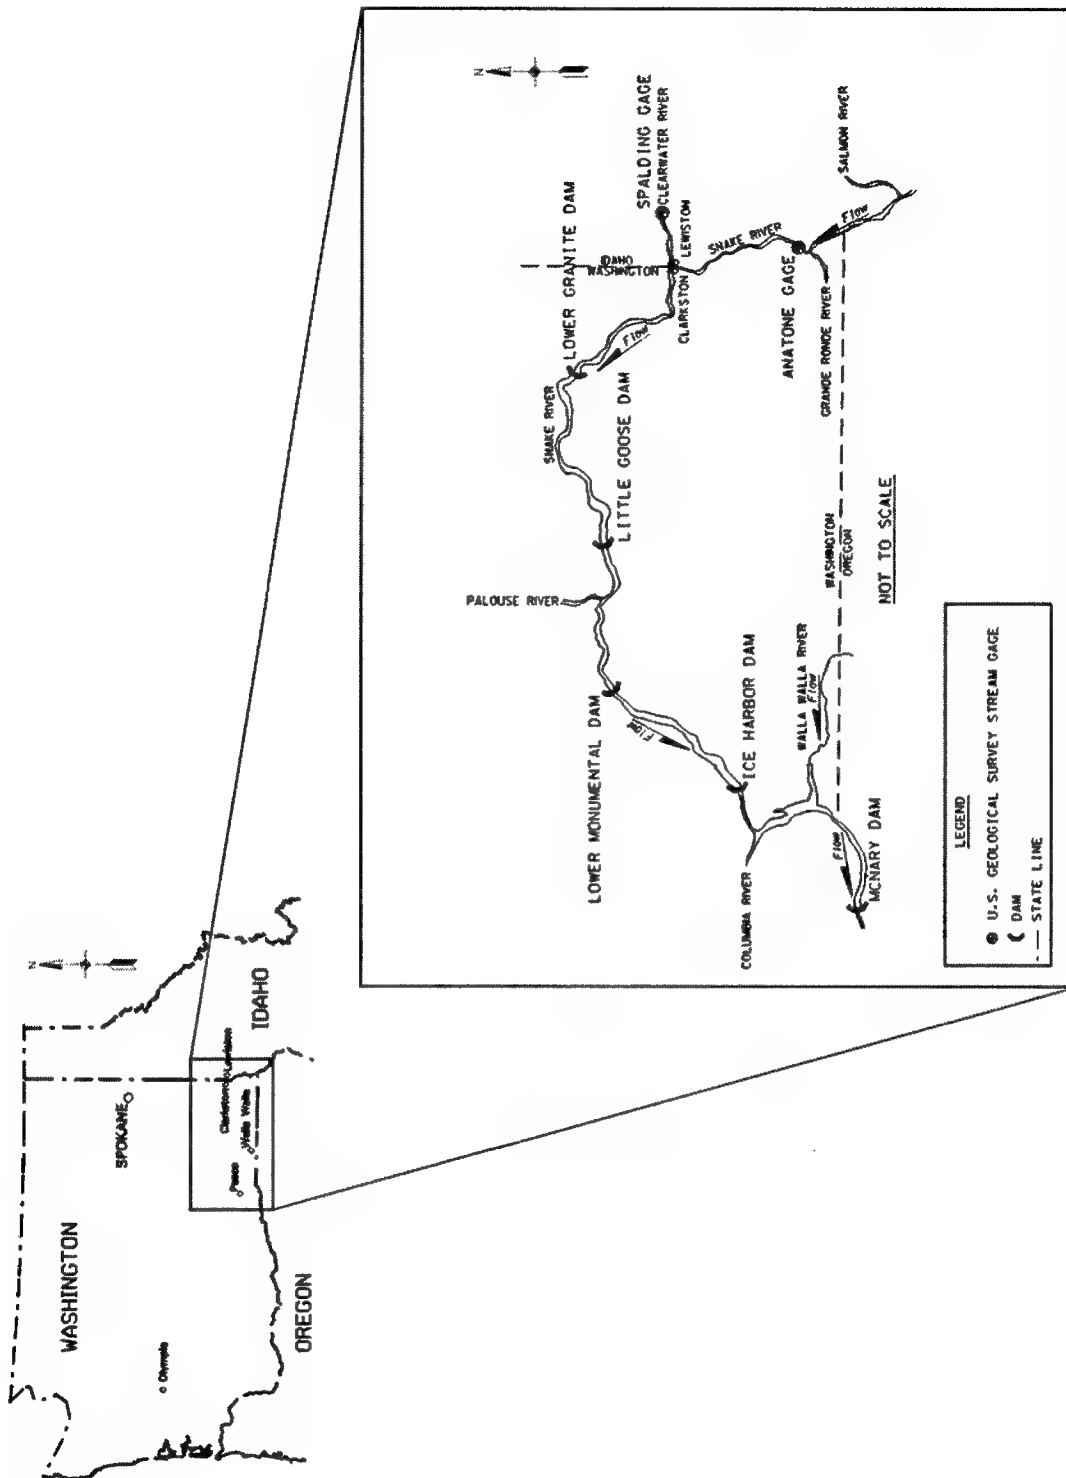 WASHINGTON
SPOKANE
Olympia
Pasco
Walla Walla
Clarkston
Lewiston
IDAHO
OREGON
N
N
SPALDING GAGE
CLEARWATER RIVER
LOWER GRANITE DAM
IDAHO
WASHINGTON
LEWISTON
CLARKSTON
SNAKE RIVER
Flow
SALMON RIVER
Flow
ANATONE GAGE
GRANDE RONDE RIVER
SNAKE RIVER
LITTLE GOOSE DAM
PALOUSE RIVER
LOWER MONUMENTAL DAM
Flow
ICE HARBOR DAM
WALLA WALLA RIVER
Flow
WASHINGTON
OREGON
COLUMBIA RIVER
Flow
MCNARY DAM
NOT TO SCALE
LEGEND
U.S. GEOLOGICAL SURVEY STREAM GAGE
DAM
STATE LINE